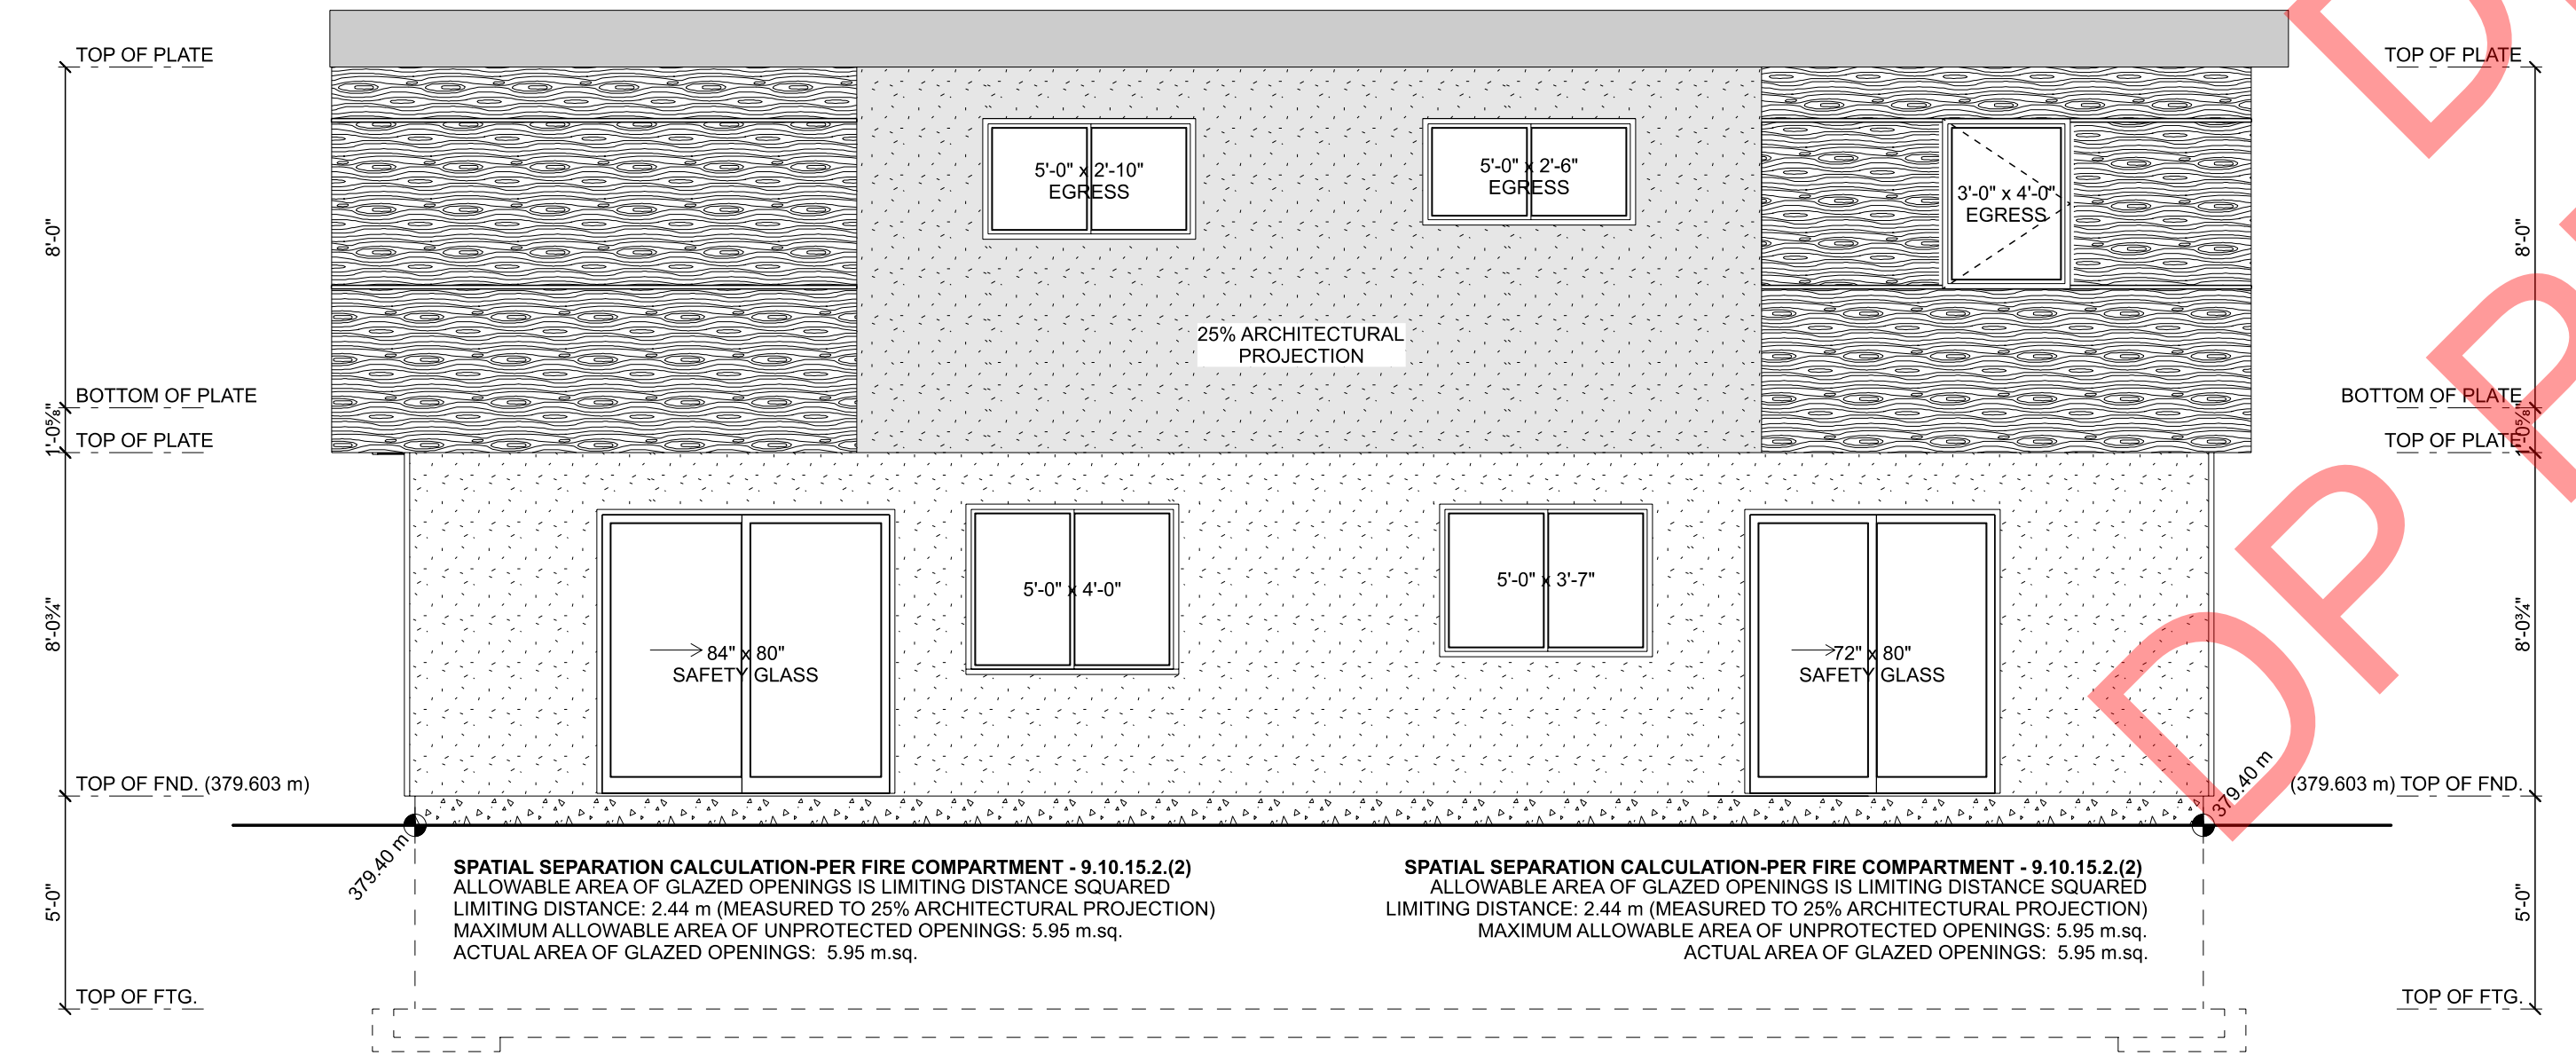 TOP OF PLATE
TOP OF PLATE
5'-0" x 2'-10"
EGRESS
5'-0" x 2'-6"
EGRESS
3'-0" x 4'-0"
EGRESS
8'-0"
8'-0"
25% ARCHITECTURAL
PROJECTION
BOTTOM OF PLATE
BOTTOM OF PLATE
1'-0⅝"
1'-0⅝"
TOP OF PLATE
TOP OF PLATE
5'-0" x 4'-0"
5'-0" x 3'-7"
8'-0¾"
8'-0¾"
84" x 80"
SAFETY GLASS
72" x 80"
SAFETY GLASS
TOP OF FND. (379.603 m)
(379.603 m) TOP OF FND.
379.40 m
379.40 m
SPATIAL SEPARATION CALCULATION-PER FIRE COMPARTMENT - 9.10.15.2.(2)
ALLOWABLE AREA OF GLAZED OPENINGS IS LIMITING DISTANCE SQUARED
LIMITING DISTANCE: 2.44 m (MEASURED TO 25% ARCHITECTURAL PROJECTION)
MAXIMUM ALLOWABLE AREA OF UNPROTECTED OPENINGS: 5.95 m.sq.
ACTUAL AREA OF GLAZED OPENINGS: 5.95 m.sq.
SPATIAL SEPARATION CALCULATION-PER FIRE COMPARTMENT - 9.10.15.2.(2)
ALLOWABLE AREA OF GLAZED OPENINGS IS LIMITING DISTANCE SQUARED
LIMITING DISTANCE: 2.44 m (MEASURED TO 25% ARCHITECTURAL PROJECTION)
MAXIMUM ALLOWABLE AREA OF UNPROTECTED OPENINGS: 5.95 m.sq.
ACTUAL AREA OF GLAZED OPENINGS: 5.95 m.sq.
5'-0"
5'-0"
TOP OF FTG.
TOP OF FTG.
DP P